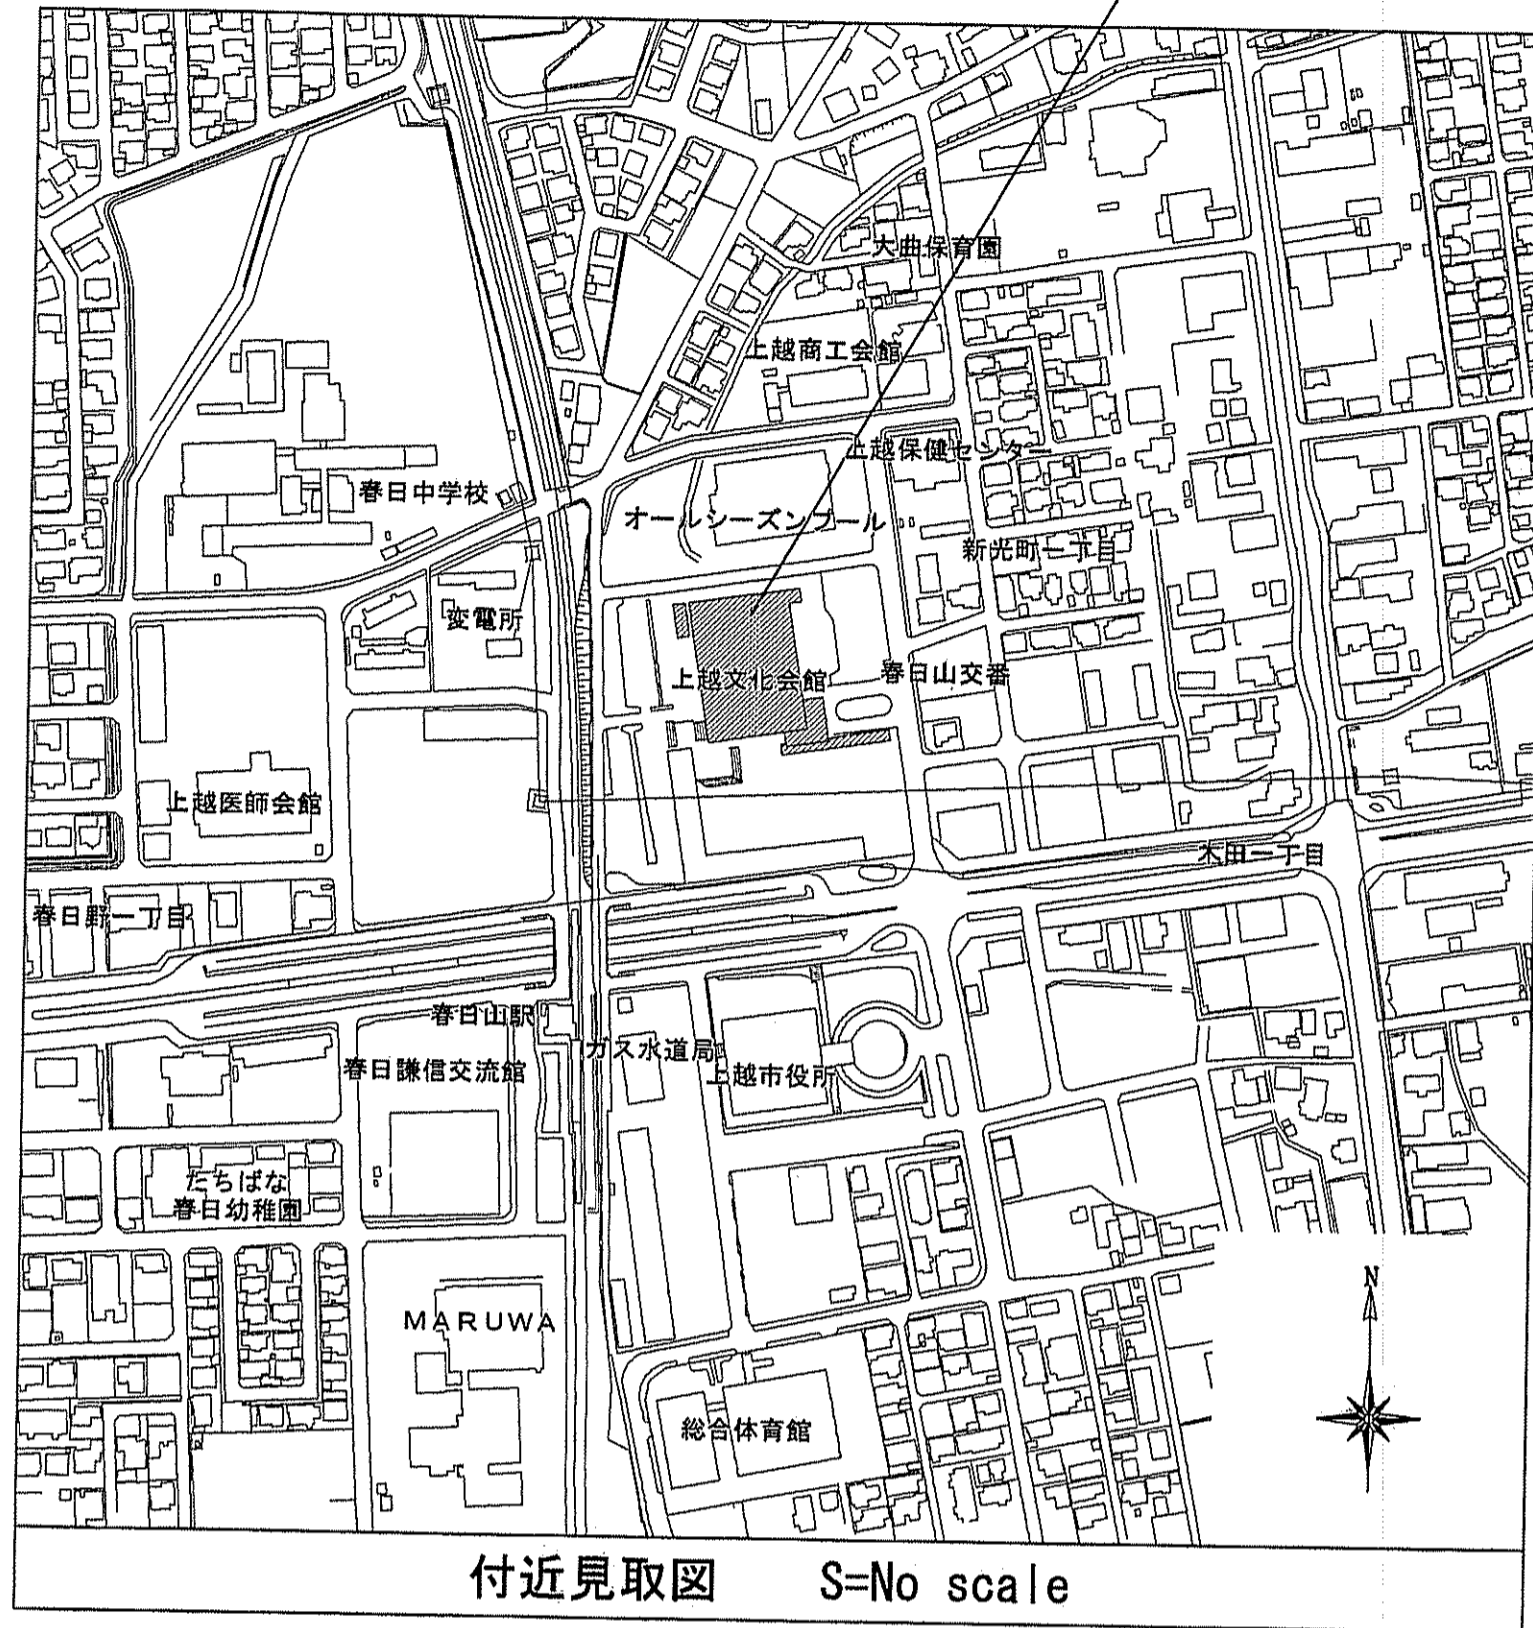 大曲保育園
上越商工会館
上越保健センター
春日中学校
オールシーズンプール
新光町一丁目
変電所
上越文化会館
春日山交番
上越医師会館
木田一丁目
春日野一丁目
春日山駅
ガス水道局
春日謙信交流館
上越市役所
たちばな
春日幼稚園
N
MARUWA
総合体育館
付近見取図 S=No scale